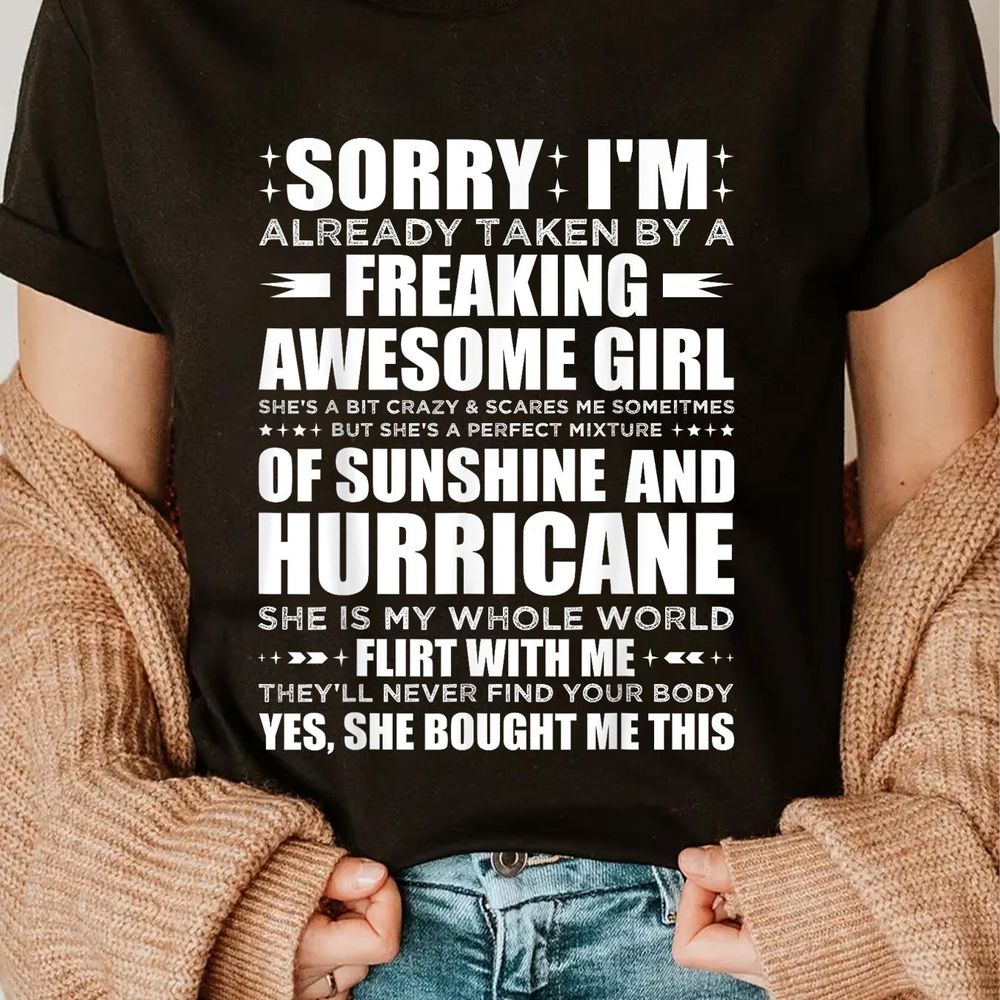 SORRY I'M
ALREADY TAKEN BY A
FREAKING
AWESOME GIRL
SHE'S A BIT CRAZY & SCARES ME SOMEITMES
BUT SHE'S A PERFECT MIXTURE
OF SUNSHINE AND
HURRICANE
SHE IS MY WHOLE WORLD
FLIRT WITH ME
THEY'LL NEVER FIND YOUR BODY
YES, SHE BOUGHT ME THIS